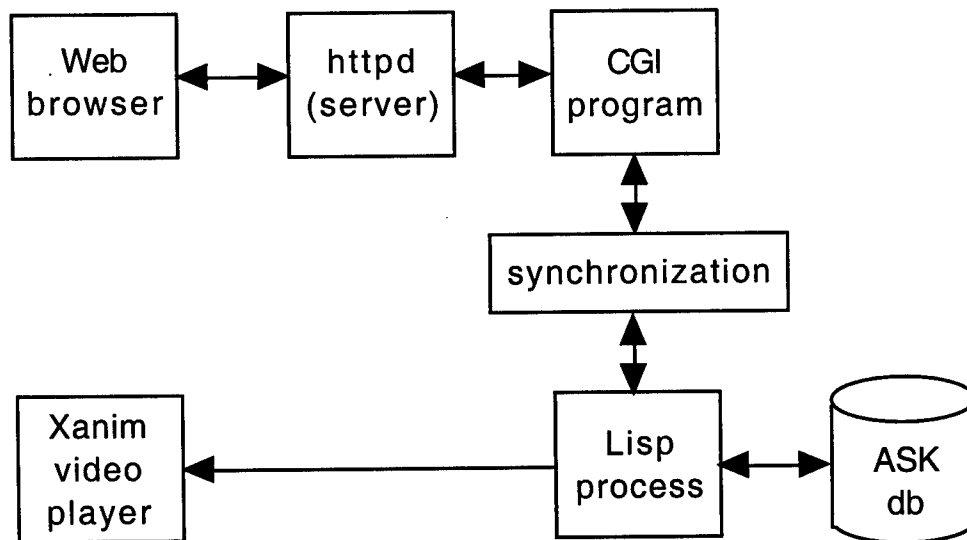 Web
browser
httpd
(server)
CGI
program
synchronization
Xanim
video
player
Lisp
process
ASK
db